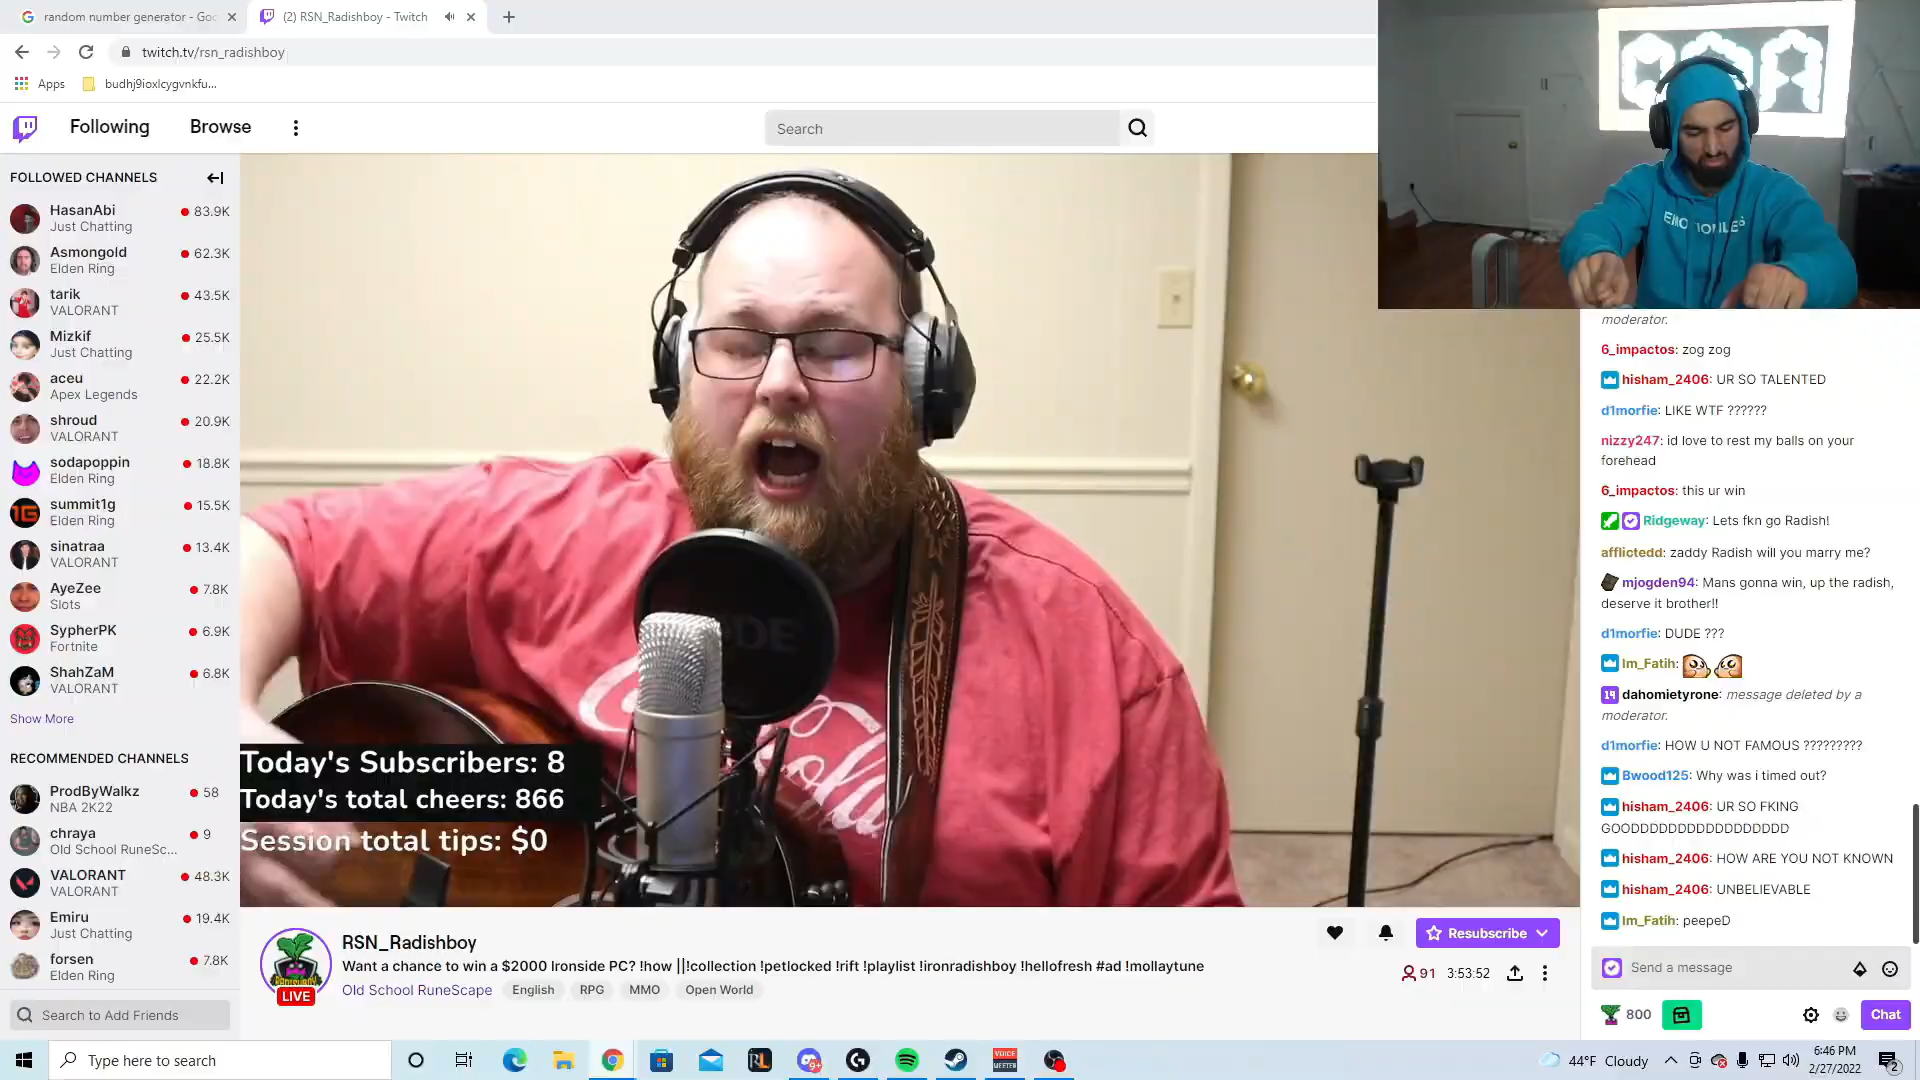 random number generator - Goo
(2) RSN_Radishboy - Twitch
twitch.tv/rsn_radishboy
Apps
budhj9ioxlcygvnkfu...
Following
Browse
Search
FOLLOWED CHANNELS
HasanAbi
83.9K
Just Chatting
Asmongold
62.3K
Elden Ring
tarik
43.5K
VALORANT
Mizkif
25.5K
Just Chatting
aceu
22.2K
Apex Legends
shroud
20.9K
VALORANT
sodapoppin
18.8K
Elden Ring
summit1g
15.5K
Elden Ring
sinatraa
13.4K
VALORANT
AyeZee
7.8K
Slots
SypherPK
6.9K
Fortnite
ShahZaM
6.8K
VALORANT
Show More
RECOMMENDED CHANNELS
ProdByWalkz
58
NBA 2K22
chraya
9
Old School RuneSc...
VALORANT
48.3K
VALORANT
Emiru
19.4K
Just Chatting
forsen
7.8K
Elden Ring
Search to Add Friends
Today's Subscribers: 8
Today's total cheers: 866
Session total tips: $0
RSN_Radishboy
Want a chance to win a $2000 Ironside PC? !how ||!collection !petlocked !rift !playlist !ironradishboy !hellofresh #ad !mollaytune
Old School RuneScape
English
RPG
MMO
Open World
LIVE
Resubscribe
91
3:53:52
moderator.
6_impactos: zog zog
hisham_2406: UR SO TALENTED
d1morfie: LIKE WTF ??????
nizzy247: id love to rest my balls on your
forehead
6_impactos: this ur win
Ridgeway: Lets fkn go Radish!
afflictedd: zaddy Radish will you marry me?
mjogden94: Mans gonna win, up the radish,
deserve it brother!!
d1morfie: DUDE ???
Im_Fatih:
dahomietyrone: message deleted by a
moderator.
d1morfie: HOW U NOT FAMOUS ?????????
Bwood125: Why was i timed out?
hisham_2406: UR SO FKING
GOODDDDDDDDDDDDDDDDDD
hisham_2406: HOW ARE YOU NOT KNOWN
hisham_2406: UNBELIEVABLE
Im_Fatih: peepeD
Send a message
800
Chat
Type here to search
44°F Cloudy
6:46 PM
2/27/2022
2